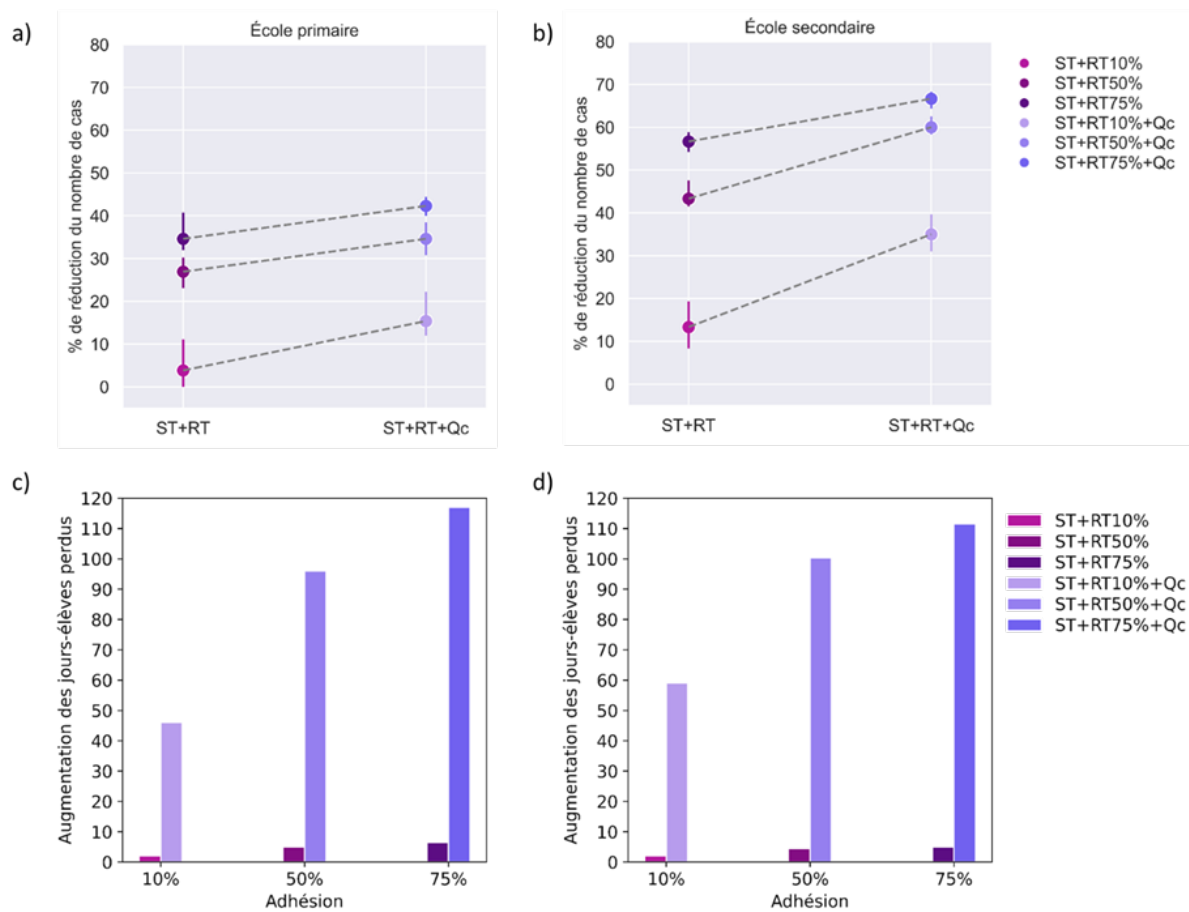 a)
École primaire
% de réduction du nombre de cas
80
70
60
50
40
30
20
10
0
ST+RT
ST+RT+Qc
b)
École secondaire
% de réduction du nombre de cas
80
70
60
50
40
30
20
10
0
ST+RT
ST+RT+Qc
ST+RT10%
ST+RT50%
ST+RT75%
ST+RT10%+Qc
ST+RT50%+Qc
ST+RT75%+Qc
c)
Augmentation des jours-élèves perdus
120
110
100
90
80
70
60
50
40
30
20
10
0
10%
50%
75%
Adhésion
d)
Augmentation des jours-élèves perdus
120
110
100
90
80
70
60
50
40
30
20
10
0
10%
50%
75%
Adhésion
ST+RT10%
ST+RT50%
ST+RT75%
ST+RT10%+Qc
ST+RT50%+Qc
ST+RT75%+Qc